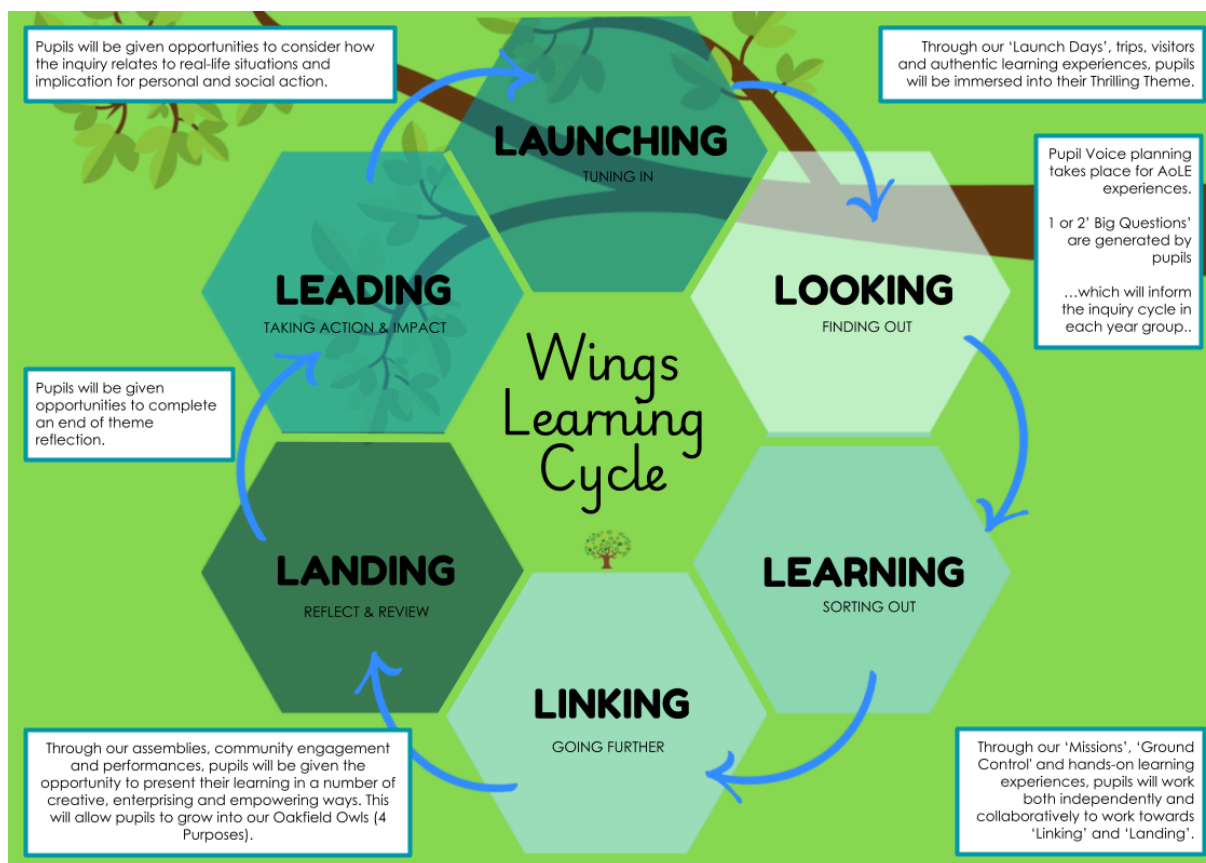 Pupils will be given opportunities to consider how
the inquiry relates to real-life situations and
implication for personal and social action.
Through our ‘Launch Days’, trips, visitors
and authentic learning experiences, pupils
will be immersed into their Thrilling Theme.
LAUNCHING
TUNING IN
Pupil Voice planning
takes place for AoLE
experiences.
1 or 2’ Big Questions’
are generated by
pupils
…which will inform
the inquiry cycle in
each year group..
LEADING
TAKING ACTION & IMPACT
LOOKING
FINDING OUT
Wings
Learning
Cycle
Pupils will be given
opportunities to complete
an end of theme
reflection.
LANDING
REFLECT & REVIEW
LEARNING
SORTING OUT
LINKING
GOING FURTHER
Through our assemblies, community engagement
and performances, pupils will be given the
opportunity to present their learning in a number of
creative, enterprising and empowering ways. This
will allow pupils to grow into our Oakfield Owls (4
Purposes).
Through our ‘Missions’, ‘Ground
Control' and hands-on learning
experiences, pupils will work
both independently and
collaboratively to work towards
‘Linking’ and ‘Landing’.